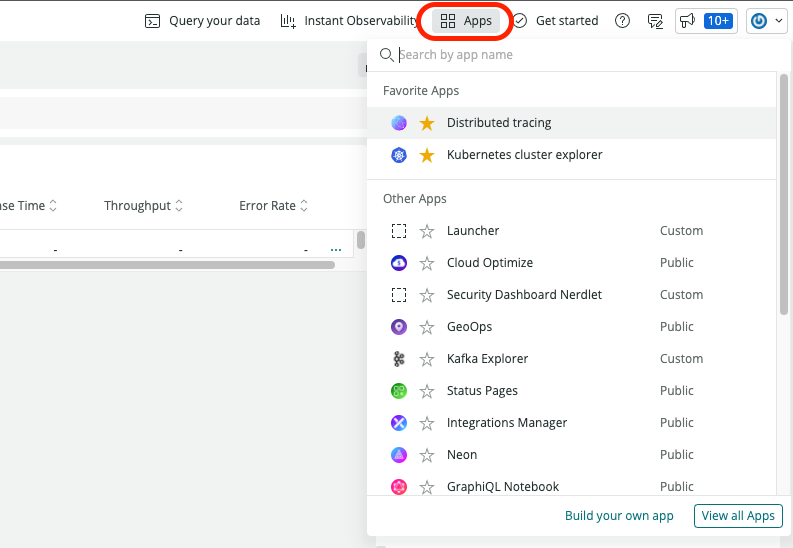 Query your data Instant Observability Apps Get started 10+
Search by app name
Favorite Apps
Distributed tracing
Kubernetes cluster explorer
nse Time Throughput Error Rate
Other Apps
- - - ...
Launcher Custom
Cloud Optimize Public
Security Dashboard Nerdlet Custom
GeoOps Public
Kafka Explorer Custom
Status Pages Public
Integrations Manager Public
Neon Public
GraphiQL Notebook Public
Build your own app View all Apps